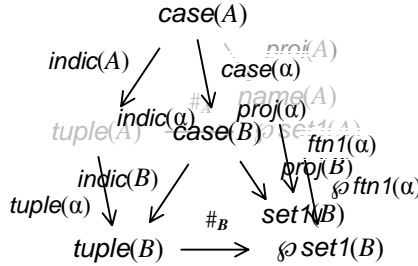 case(A)
indic(A) proj(A)
case(α)
indic(α) #A proj(α) name(A)
tuple(A) case(B) ℘ set1(A)
ftn1(α)
indic(B) proj(B)
tuple(α) ℘ ftn1(α)
#B set1(B)
tuple(B) ℘ set1(B)